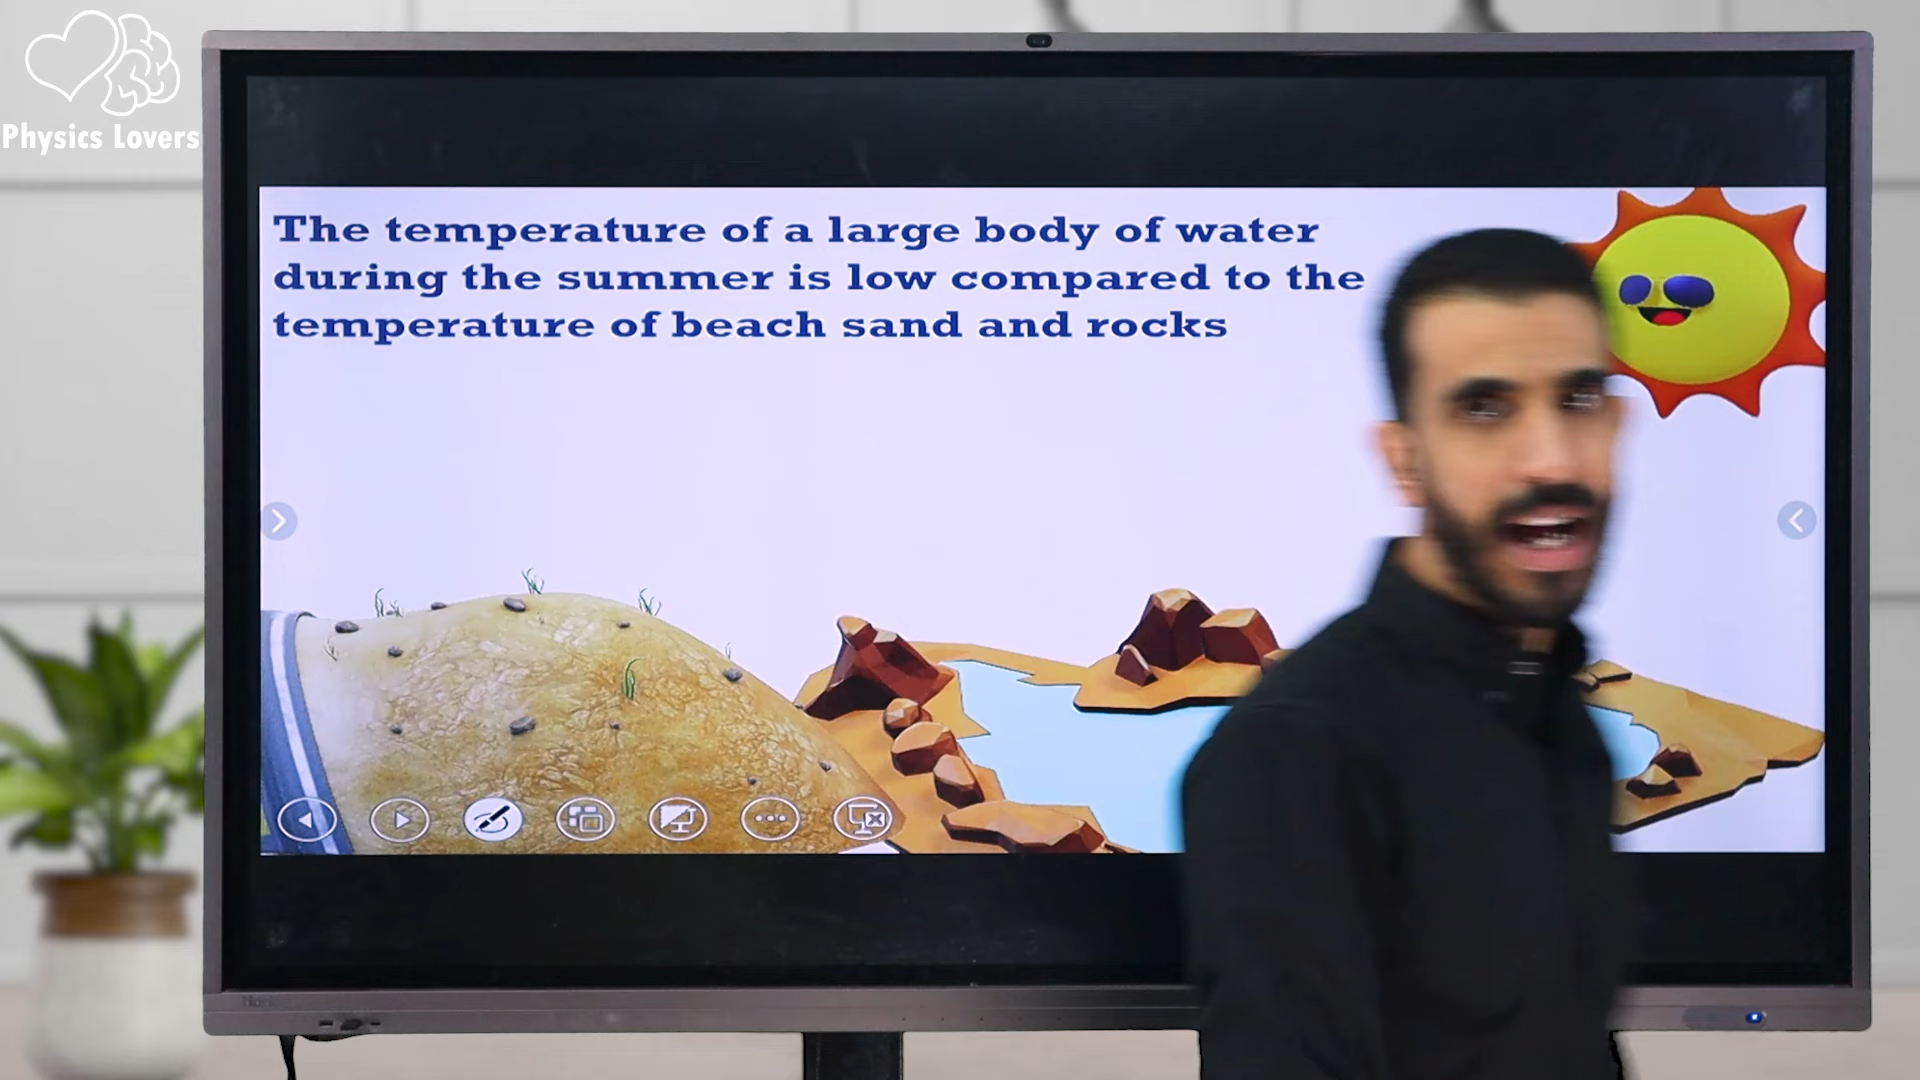 Physics Lovers
The temperature of a large body of water
during the summer is low compared to the
temperature of beach sand and rocks